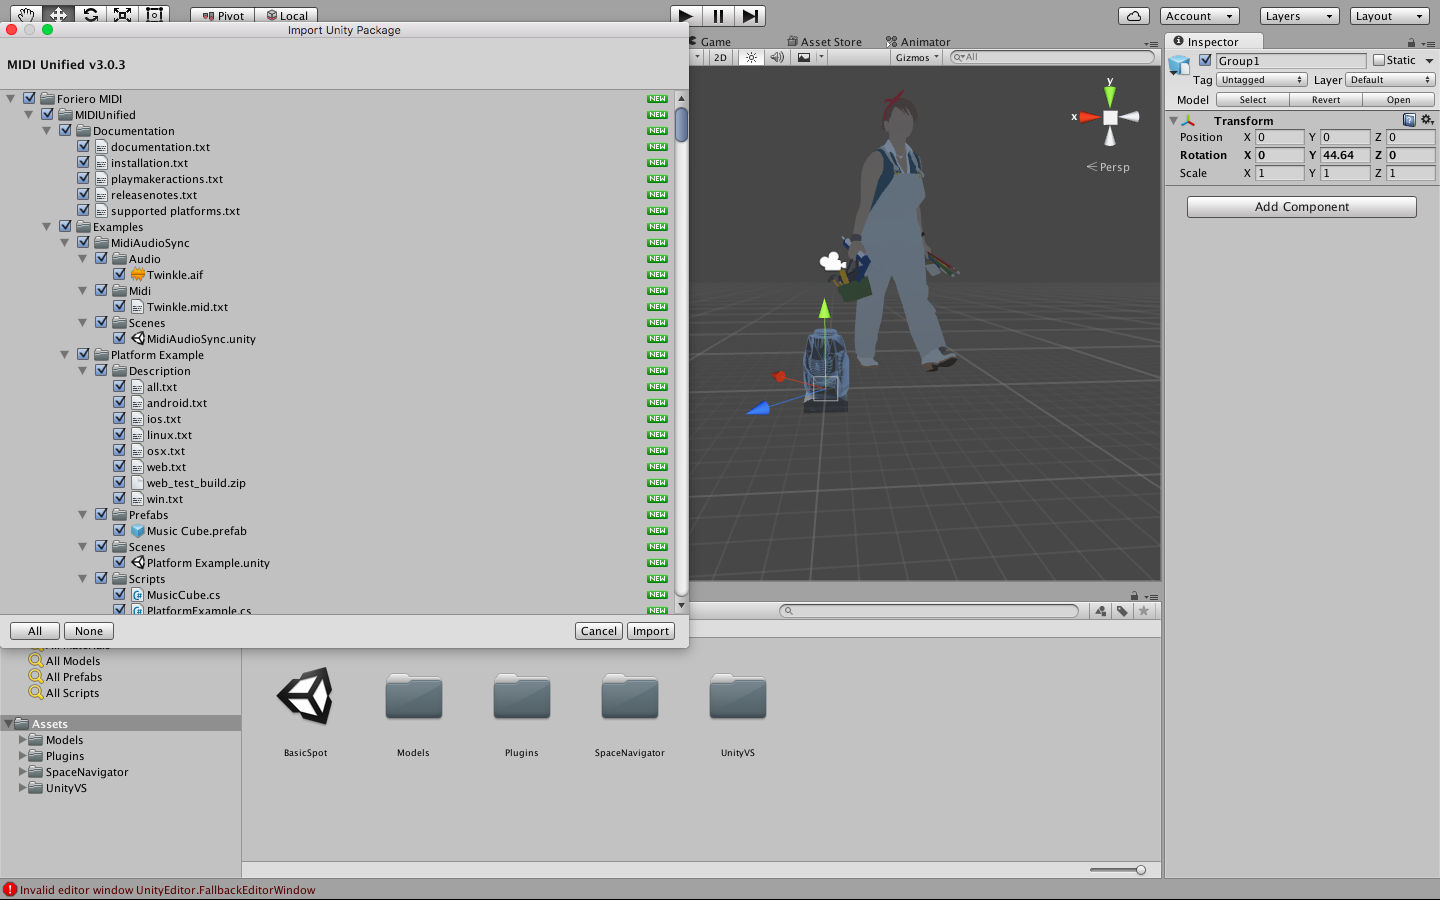 Pivot
Local
Account
Layers
Layout
Import Unity Package
Game
Asset Store
Animator
Inspector
MIDI Unified v3.0.3
2D
Gizmos
All
Group1
Static
Tag
Untagged
Layer
Default
Model
Select
Revert
Open
Transform
Position X 0 Y 0 Z 0
Rotation X 0 Y 44.64 Z 0
Scale X 1 Y 1 Z 1
Add Component
y
x
Persp
Foriero MIDI NEW
MIDIUnified NEW
Documentation NEW
documentation.txt NEW
installation.txt NEW
playmakeractions.txt NEW
releasenotes.txt NEW
supported platforms.txt NEW
Examples NEW
MidiAudioSync NEW
Audio NEW
Twinkle.aif NEW
Midi NEW
Twinkle.mid.txt NEW
Scenes NEW
MidiAudioSync.unity NEW
Platform Example NEW
Description NEW
all.txt NEW
android.txt NEW
ios.txt NEW
linux.txt NEW
osx.txt NEW
web.txt NEW
web_test_build.zip NEW
win.txt NEW
Prefabs NEW
Music Cube.prefab NEW
Scenes NEW
Platform Example.unity NEW
Scripts NEW
MusicCube.cs NEW
PlatformExample.cs NEW
All
None
Cancel
Import
All Materials
All Models
All Prefabs
All Scripts
Assets
Models
Plugins
SpaceNavigator
UnityVS
BasicSpot
Models
Plugins
SpaceNavigator
UnityVS
Invalid editor window UnityEditor.FallbackEditorWindow